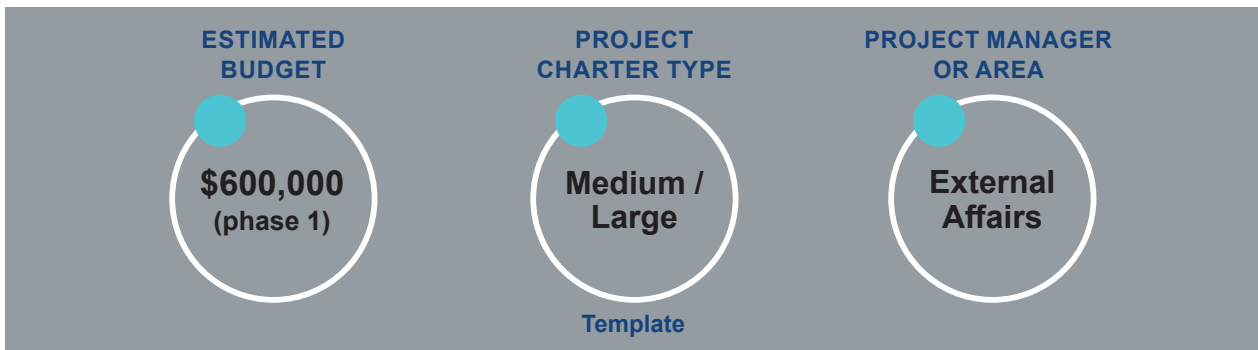 ESTIMATED
BUDGET
$600,000
(phase 1)
PROJECT
CHARTER TYPE
Medium /
Large
Template
PROJECT MANAGER
OR AREA
External
Affairs